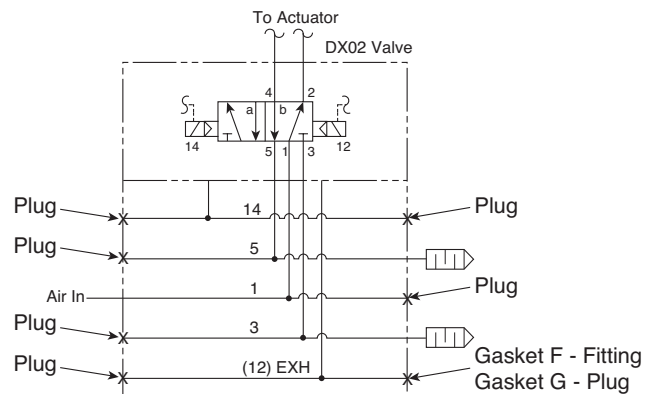 To Actuator
DX02 Valve
4 2
a b
14 12
5 1 3
Plug 14 Plug
Plug 5
Air In 1 Plug
Plug 3
Plug (12) EXH Gasket F - Fitting
Gasket G - Plug